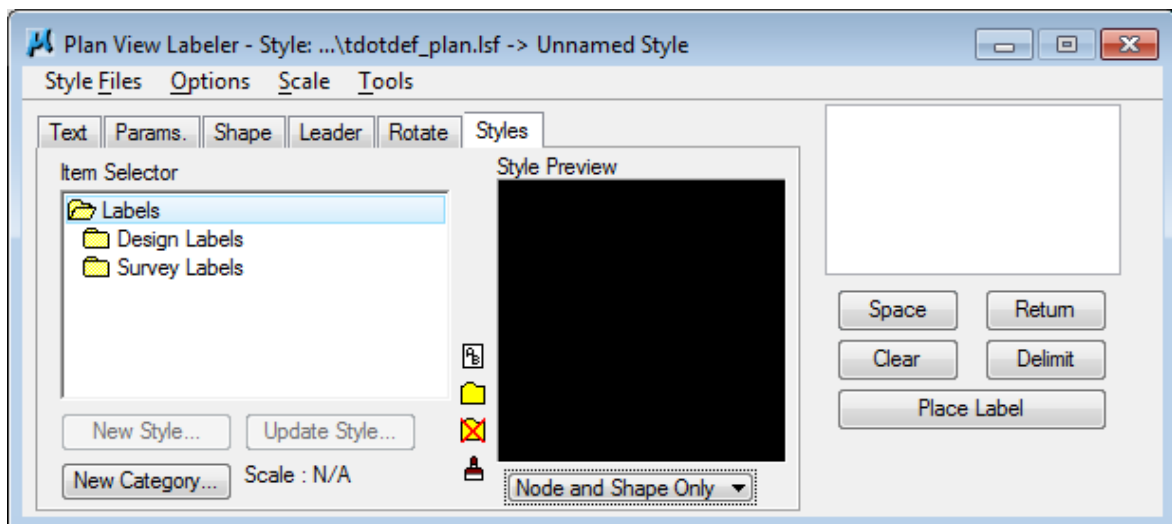 Plan View Labeler - Style: ...\tdotdef_plan.lsf -> Unnamed Style
Style Files Options Scale Tools
Text Params. Shape Leader Rotate Styles
Item Selector
Style Preview
Labels
Design Labels
Survey Labels
New Style... Update Style...
New Category... Scale : N/A
Node and Shape Only
Space Return
Clear Delimit
Place Label